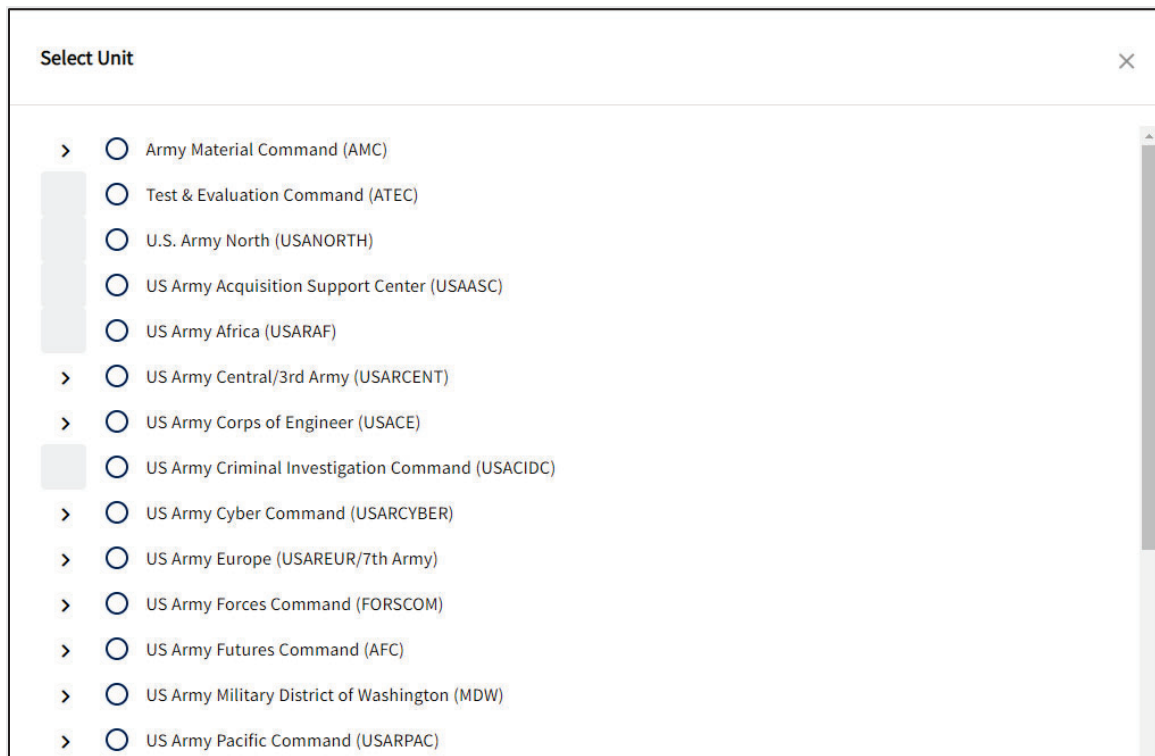 Select Unit
Army Material Command (AMC)
Test & Evaluation Command (ATEC)
U.S. Army North (USANORTH)
US Army Acquisition Support Center (USAASC)
US Army Africa (USARAF)
US Army Central/3rd Army (USARCENT)
US Army Corps of Engineer (USACE)
US Army Criminal Investigation Command (USACIDC)
US Army Cyber Command (USARCYBER)
US Army Europe (USAREUR/7th Army)
US Army Forces Command (FORSCOM)
US Army Futures Command (AFC)
US Army Military District of Washington (MDW)
US Army Pacific Command (USARPAC)